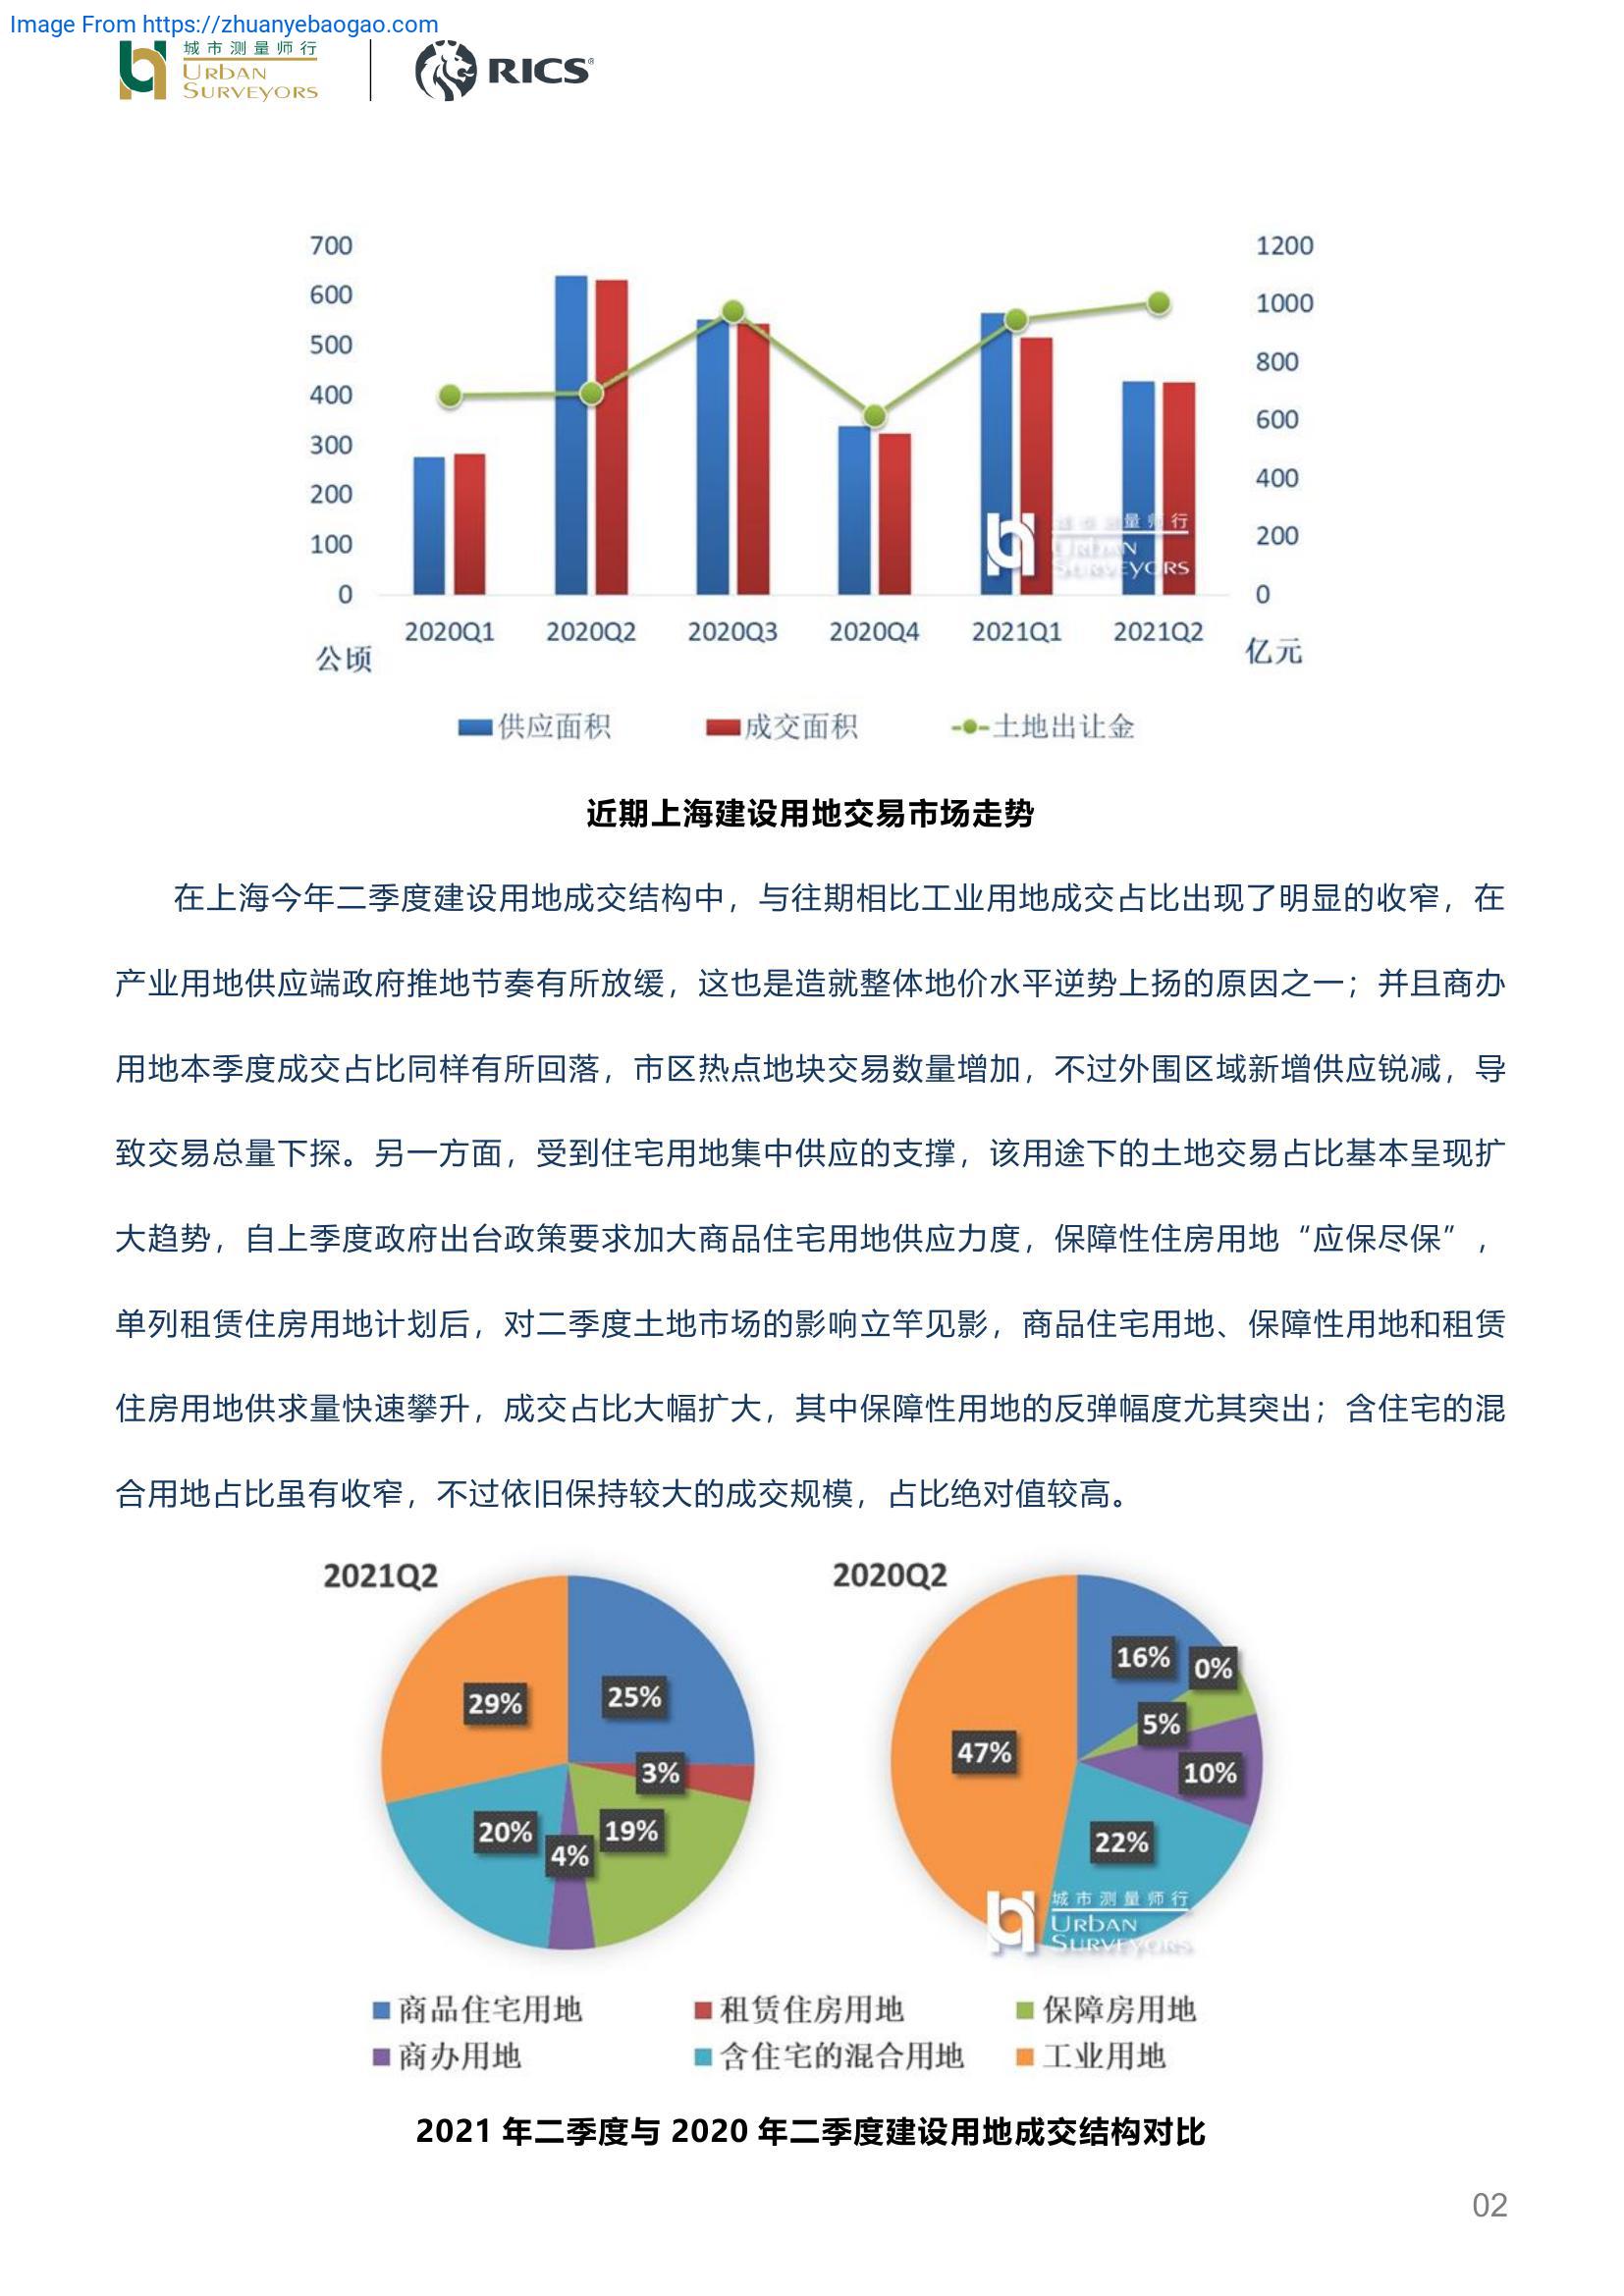 Image From https://zhuanyebaogao.com
城市测量师行
URBAN
SURVEYORS
RICS®
700
600
500
400
300
200
100
0
1200
1000
800
600
400
200
0
城市测量师行
URBAN
SURVEYORS
2020Q1 2020Q2 2020Q3 2020Q4 2021Q1 2021Q2
公顷
亿元
供应面积 成交面积 土地出让金
近期上海建设用地交易市场走势
在上海今年二季度建设用地成交结构中，与往期相比工业用地成交占比出现了明显的收窄，在
产业用地供应端政府推地节奏有所放缓，这也是造就整体地价水平逆势上扬的原因之一；并且商办
用地本季度成交占比同样有所回落，市区热点地块交易数量增加，不过外围区域新增供应锐减，导
致交易总量下探。另一方面，受到住宅用地集中供应的支撑，该用途下的土地交易占比基本呈现扩
大趋势，自上季度政府出台政策要求加大商品住宅用地供应力度，保障性住房用地“应保尽保”，
单列租赁住房用地计划后，对二季度土地市场的影响立竿见影，商品住宅用地、保障性用地和租赁
住房用地供求量快速攀升，成交占比大幅扩大，其中保障性用地的反弹幅度尤其突出；含住宅的混
合用地占比虽有收窄，不过依旧保持较大的成交规模，占比绝对值较高。
2021Q2
29%
25%
3%
20%
19%
4%
2020Q2
16%
0%
5%
47%
10%
22%
城市测量师行
URBAN
SURVEYORS
商品住宅用地 租赁住房用地 保障房用地
商办用地 含住宅的混合用地 工业用地
2021 年二季度与 2020 年二季度建设用地成交结构对比
02